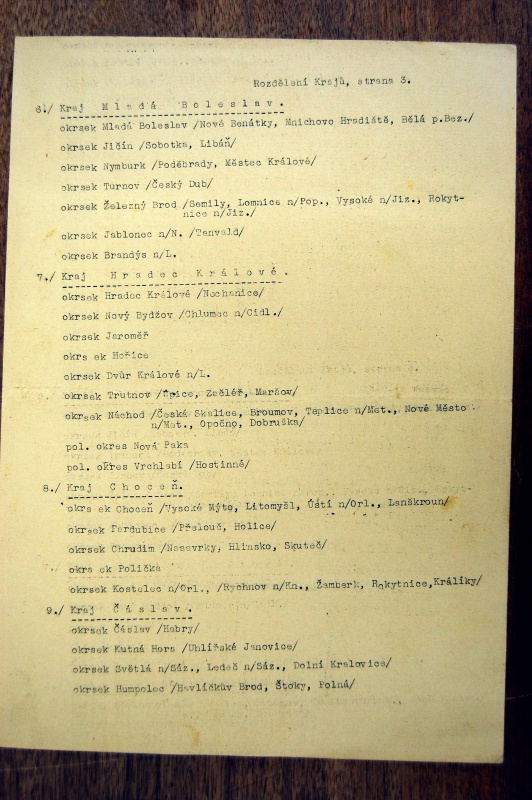 Rozdělení Krajů, strana 3.
6./ Kraj Mladá Boleslav.
okrsek Mladá Boleslav /Nové Benátky, Mnichovo Hradiště, Bělá p.Bez./
okrsek Jičín /Sobotka, Libáň/
okrsek Nymburk /Poděbrady, Městec Králové/
okrsek Turnov /Český Dub/
okrsek Železný Brod /Semily, Lomnice n/Pop., Vysoké n/Jiz., Rokyt-
nice n/Jiz./
okrsek Jablonec n/N. /Tanvald/
okrsek Brandýs n/L.
7./ Kraj Hradec Králové.
okrsek Hradec Králové /Nechanice/
okrsek Nový Bydžov /Chlumec n/Cidl./
okrsek Jaroměř
okrs ek Hořice
okrsek Dvůr Králové n/L.
okrsek Trutnov /Úpice, Žacléř, Maršov/
okrsek Náchod /Česká Skalice, Broumov, Teplice n/Met., Nové Město
n/Met., Opočno, Dobruška/
pol. okres Nová Paka
pol. okres Vrchlabí /Hostinné/
8./ Kraj Choceň.
okrs ek Choceň /Vysoké Mýto, Litomyšl, Ústí n/Orl., Lanškroun/
okrsek Pardubice /Přelouč, Holice/
okrsek Chrudim /Nasavrky, Hlinsko, Skuteč/
okrs ek Polička
okrsek Kostelec n/Orl., /Rychnov n/Kn., Žamberk, Rokytnice,Králíky/
9./ Kraj Čáslav.
okrsek Čáslav /Habry/
okrsek Kutná Hora /Uhlířské Janovice/
okrsek Světlá n/Sáz., Ledeč n/Sáz., Dolní Kralovice/
okrsek Humpolec /Havlíčkův Brod, Štoky, Polná/